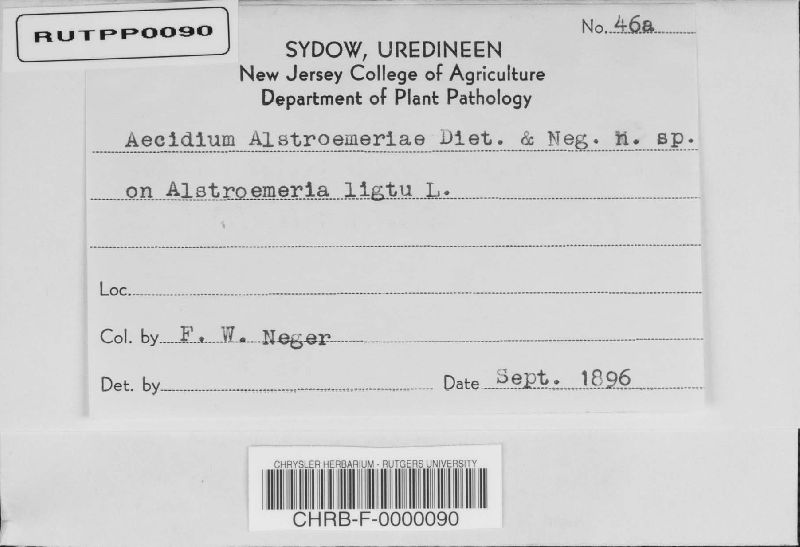 RUTPP0090
No. 46a
SYDOW, UREDINEEN
New Jersey College of Agriculture
Department of Plant Pathology
Aecidium Alstroemeriae Diet. & Neg. n. sp.
on Alstroemeria ligtu L.
Loc.
Col. by F. W. Neger
Det. by Date Sept. 1896
CHRYSLER HERBARIUM - RUTGERS UNIVERSITY
CHRB-F-0000090